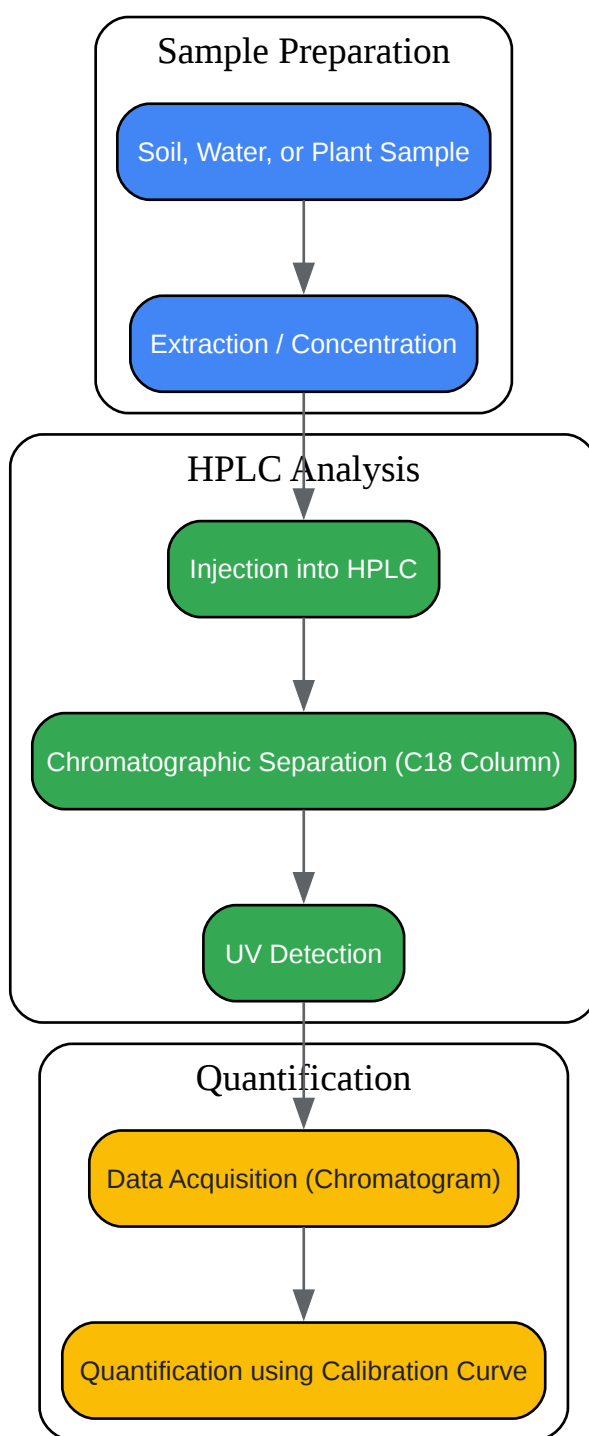 Sample Preparation
Soil, Water, or Plant Sample
Extraction / Concentration
HPLC Analysis
Injection into HPLC
Chromatographic Separation (C18 Column)
UV Detection
Quantification
Data Acquisition (Chromatogram)
Quantification using Calibration Curve